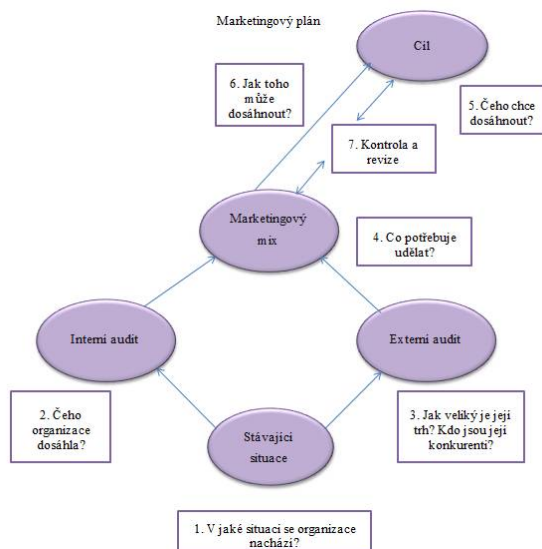 Marketingový plán
Cíl
6. Jak toho
může
dosáhnout?
5. Čeho chce
dosáhnout?
7. Kontrola a
revize
Marketingový
mix
4. Co potřebuje
udělat?
Interní audit
Externí audit
2. Čeho
organizace
dosáhla?
3. Jak veliký je její
trh? Kdo jsou její
konkurenti?
Stávající
situace
1. V jaké situaci se organizace
nachází?